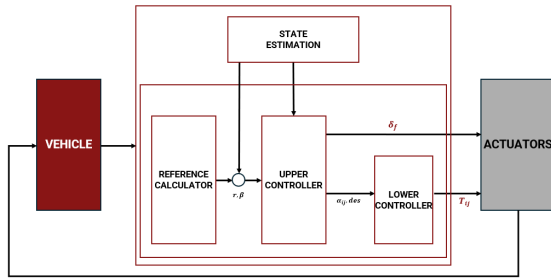 STATE
ESTIMATION
VEHICLE
REFERENCE
CALCULATOR
r.β
UPPER
CONTROLLER
δf
αij.des
LOWER
CONTROLLER
Tij
ACTUATORS